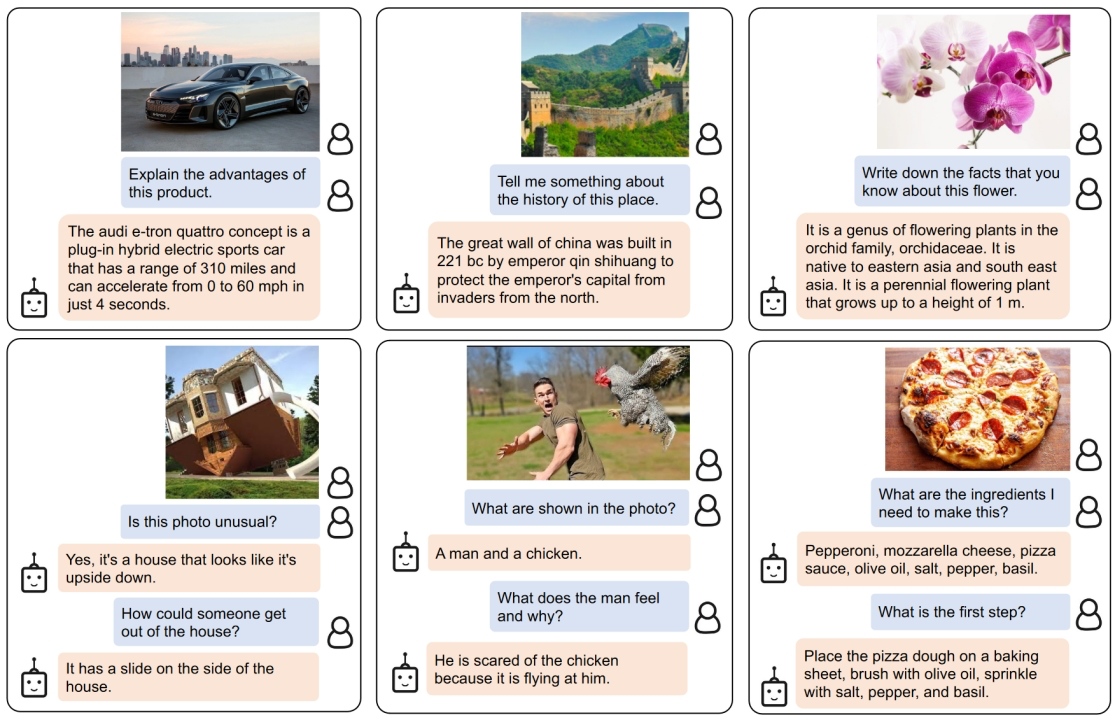 Explain the advantages of
this product.
The audi e-tron quattro concept is a
plug-in hybrid electric sports car
that has a range of 310 miles and
can accelerate from 0 to 60 mph in
just 4 seconds.
Tell me something about
the history of this place.
The great wall of china was built in
221 bc by emperor qin shihuang to
protect the emperor's capital from
invaders from the north.
Write down the facts that you
know about this flower.
It is a genus of flowering plants in the
orchid family, orchidaceae. It is
native to eastern asia and south east
asia. It is a perennial flowering plant
that grows up to a height of 1 m.
Is this photo unusual?
Yes, it's a house that looks like it's
upside down.
How could someone get
out of the house?
It has a slide on the side of the
house.
What are shown in the photo?
A man and a chicken.
What does the man feel
and why?
He is scared of the chicken
because it is flying at him.
What are the ingredients I
need to make this?
Pepperoni, mozzarella cheese, pizza
sauce, olive oil, salt, pepper, basil.
What is the first step?
Place the pizza dough on a baking
sheet, brush with olive oil, sprinkle
with salt, pepper, and basil.